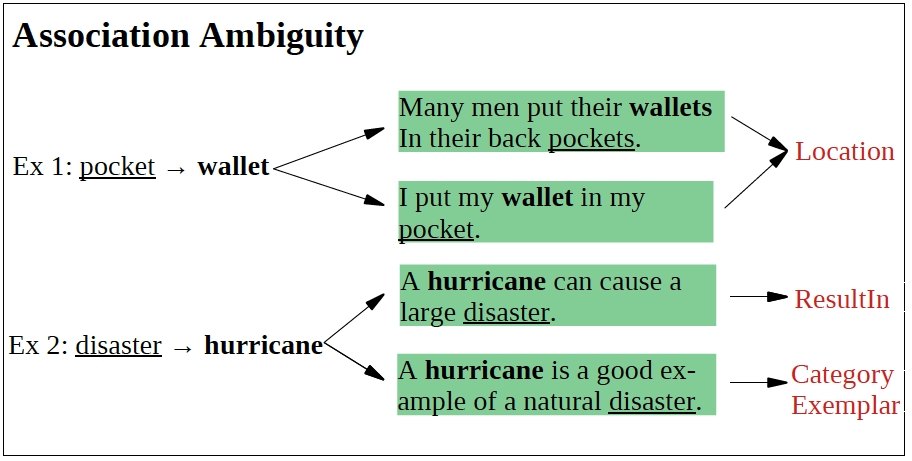 Association Ambiguity
Ex 1: pocket → wallet
Many men put their wallets
In their back pockets.
I put my wallet in my
pocket.
Location
Ex 2: disaster → hurricane
A hurricane can cause a
large disaster.
ResultIn
A hurricane is a good ex-
ample of a natural disaster.
Category
Exemplar